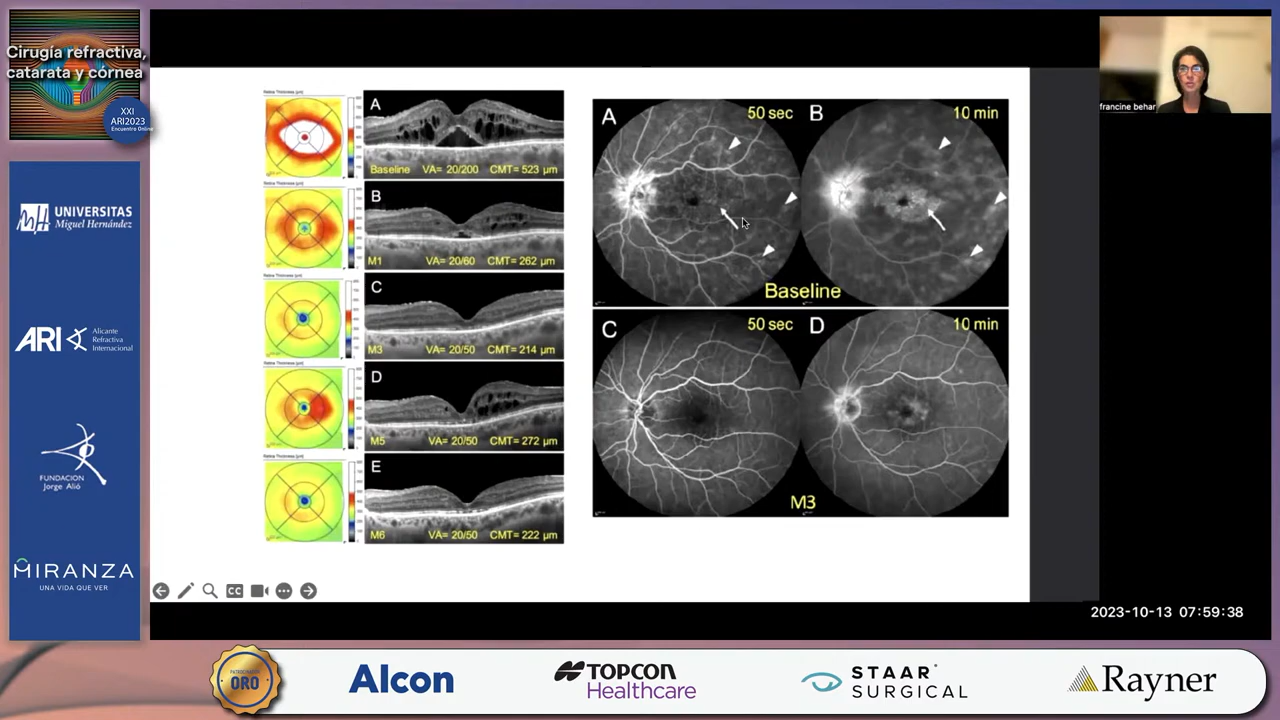 Cirugía refractiva,
catarata y córnea
XXI
ARI2023
Encuentro Online
UNIVERSITAS
Miguel Hernández
ARI
Alicante
Refractiva
Internacional
FUNDACION
Jorge Alió
MIRANZA
UNA VIDA QUE VER
A
Baseline VA= 20/200 CMT= 523 µm
B
M1 VA= 20/60 CMT= 262 µm
C
M3 VA= 20/50 CMT= 214 µm
D
M5 VA= 20/50 CMT= 272 µm
E
M6 VA= 20/50 CMT= 222 µm
A 50 sec
B 10 min
Baseline
C 50 sec
D 10 min
M3
francine behar
CC
2023-10-13 07:59:38
ORO
Alcon
TOPCON
Healthcare
STAAR
SURGICAL
Rayner